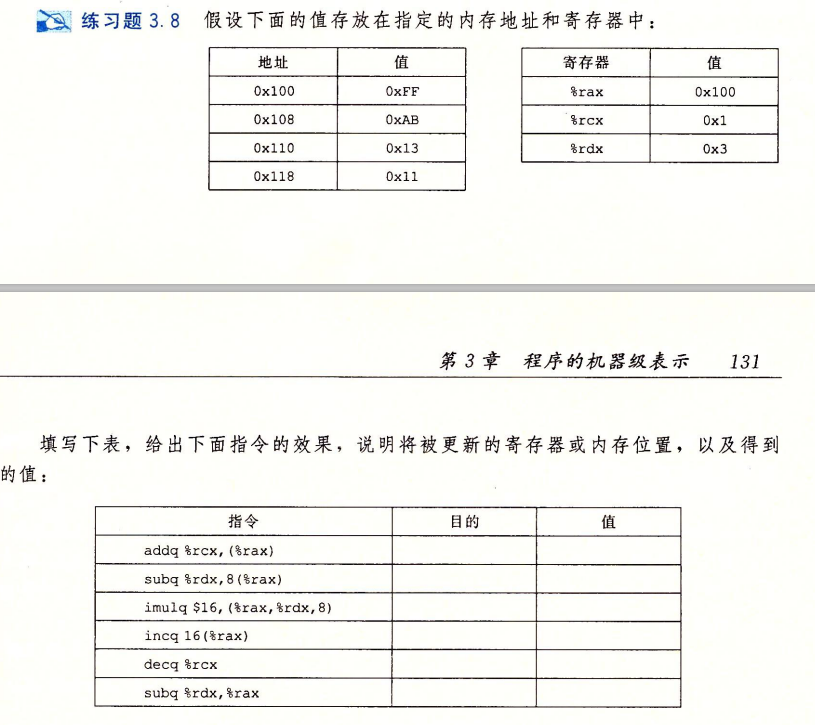 练习题 3.8 假设下面的值存放在指定的内存地址和寄存器中：
地址 值
0x100 0xFF
0x108 0xAB
0x110 0x13
0x118 0x11
寄存器 值
%rax 0x100
%rcx 0x1
%rdx 0x3
第 3 章 程序的机器级表示 131
填写下表，给出下面指令的效果，说明将被更新的寄存器或内存位置，以及得到
的值：
指令 目的 值
addq %rcx,(%rax)
subq %rdx,8(%rax)
imulq $16,(%rax,%rdx,8)
incq 16(%rax)
decq %rcx
subq %rdx,%rax